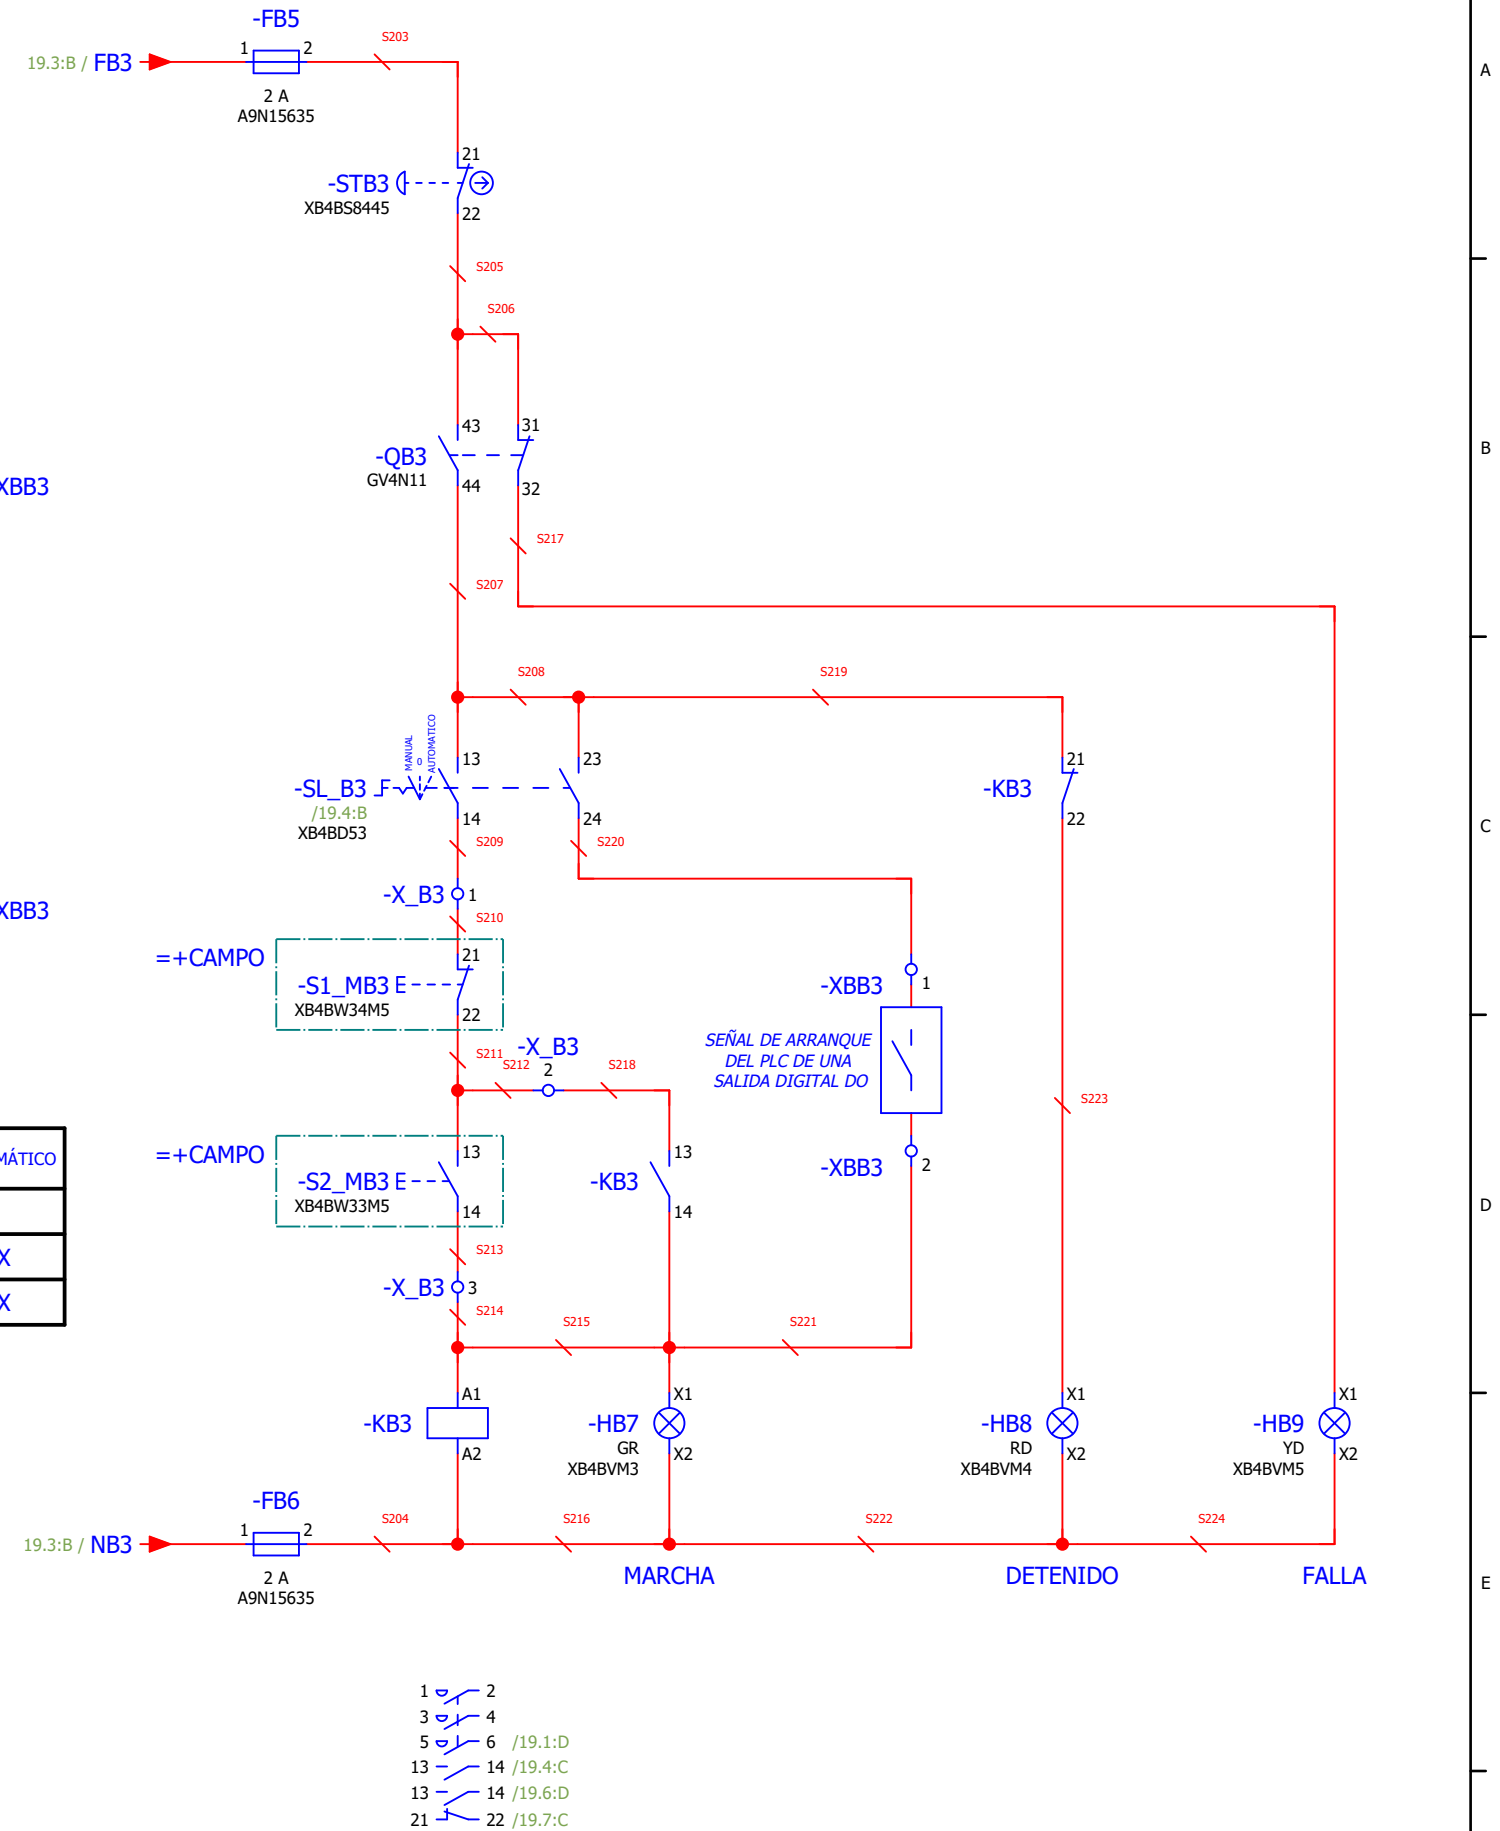 -FB5
S203
1 2
19.3:B / FB3
A
2 A
A9N15635
21
-STB3
XB4BS8445
22
S205
S206
43 31
-QB3
GV4N11
B
44 32
XBB3
S217
S207
S208 S219
MANUAL
0
AUTOMATICO
13 23 21
-SL_B3
-KB3
/19.4:B
XB4BD53
14 24 22
C
S209 S220
-X_B3 1
XBB3
S210
=+CAMPO
21
-S1_MB3
XB4BW34M5
22
-XBB3 1
SEÑAL DE ARRANQUE
DEL PLC DE UNA
SALIDA DIGITAL DO
S211
-X_B3
S212 2 S218
S223
MÁTICO
=+CAMPO
13 13
-S2_MB3
XB4BW33M5
-KB3
14 14
-XBB3 2
D
X
S213
-X_B3 3
X
S214
S215 S221
A1 X1 X1 X1
-KB3 -HB7 -HB8 -HB9
GR RD YD
A2 X2 X2 X2
XB4BVM3 XB4BVM4 XB4BVM5
-FB6
S204 S216 S222 S224
1 2
19.3:B / NB3
2 A
A9N15635
MARCHA DETENIDO FALLA
E
1 2
3 4
5 6 /19.1:D
13 14 /19.4:C
13 14 /19.6:D
21 22 /19.7:C